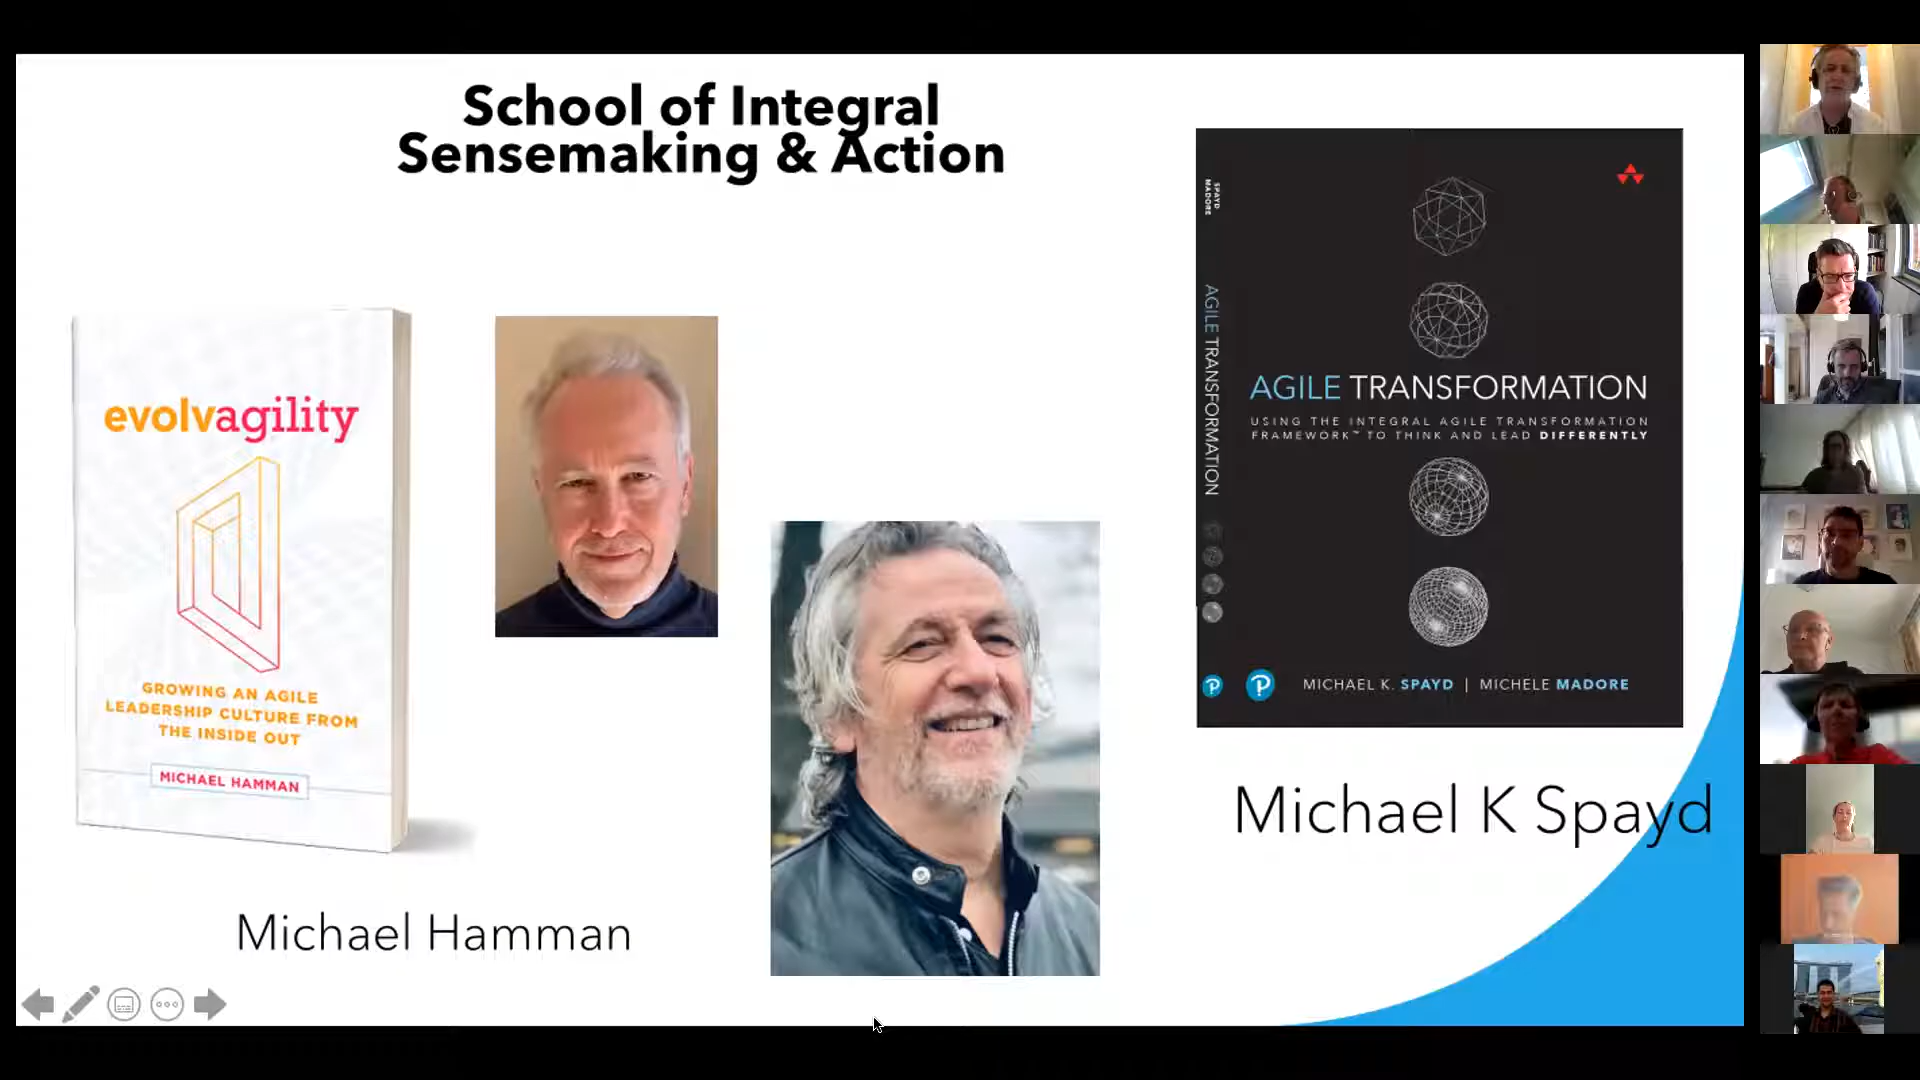 School of Integral
Sensemaking & Action
evolvagility
GROWING AN AGILE
LEADERSHIP CULTURE FROM
THE INSIDE OUT
MICHAEL HAMMAN
Michael Hamman
SPAYD
MADORE
AGILE TRANSFORMATION
AGILE TRANSFORMATION
USING THE INTEGRAL AGILE TRANSFORMATION
FRAMEWORK™ TO THINK AND LEAD DIFFERENTLY
P
P
MICHAEL K. SPAYD | MICHELE MADORE
Michael K Spayd